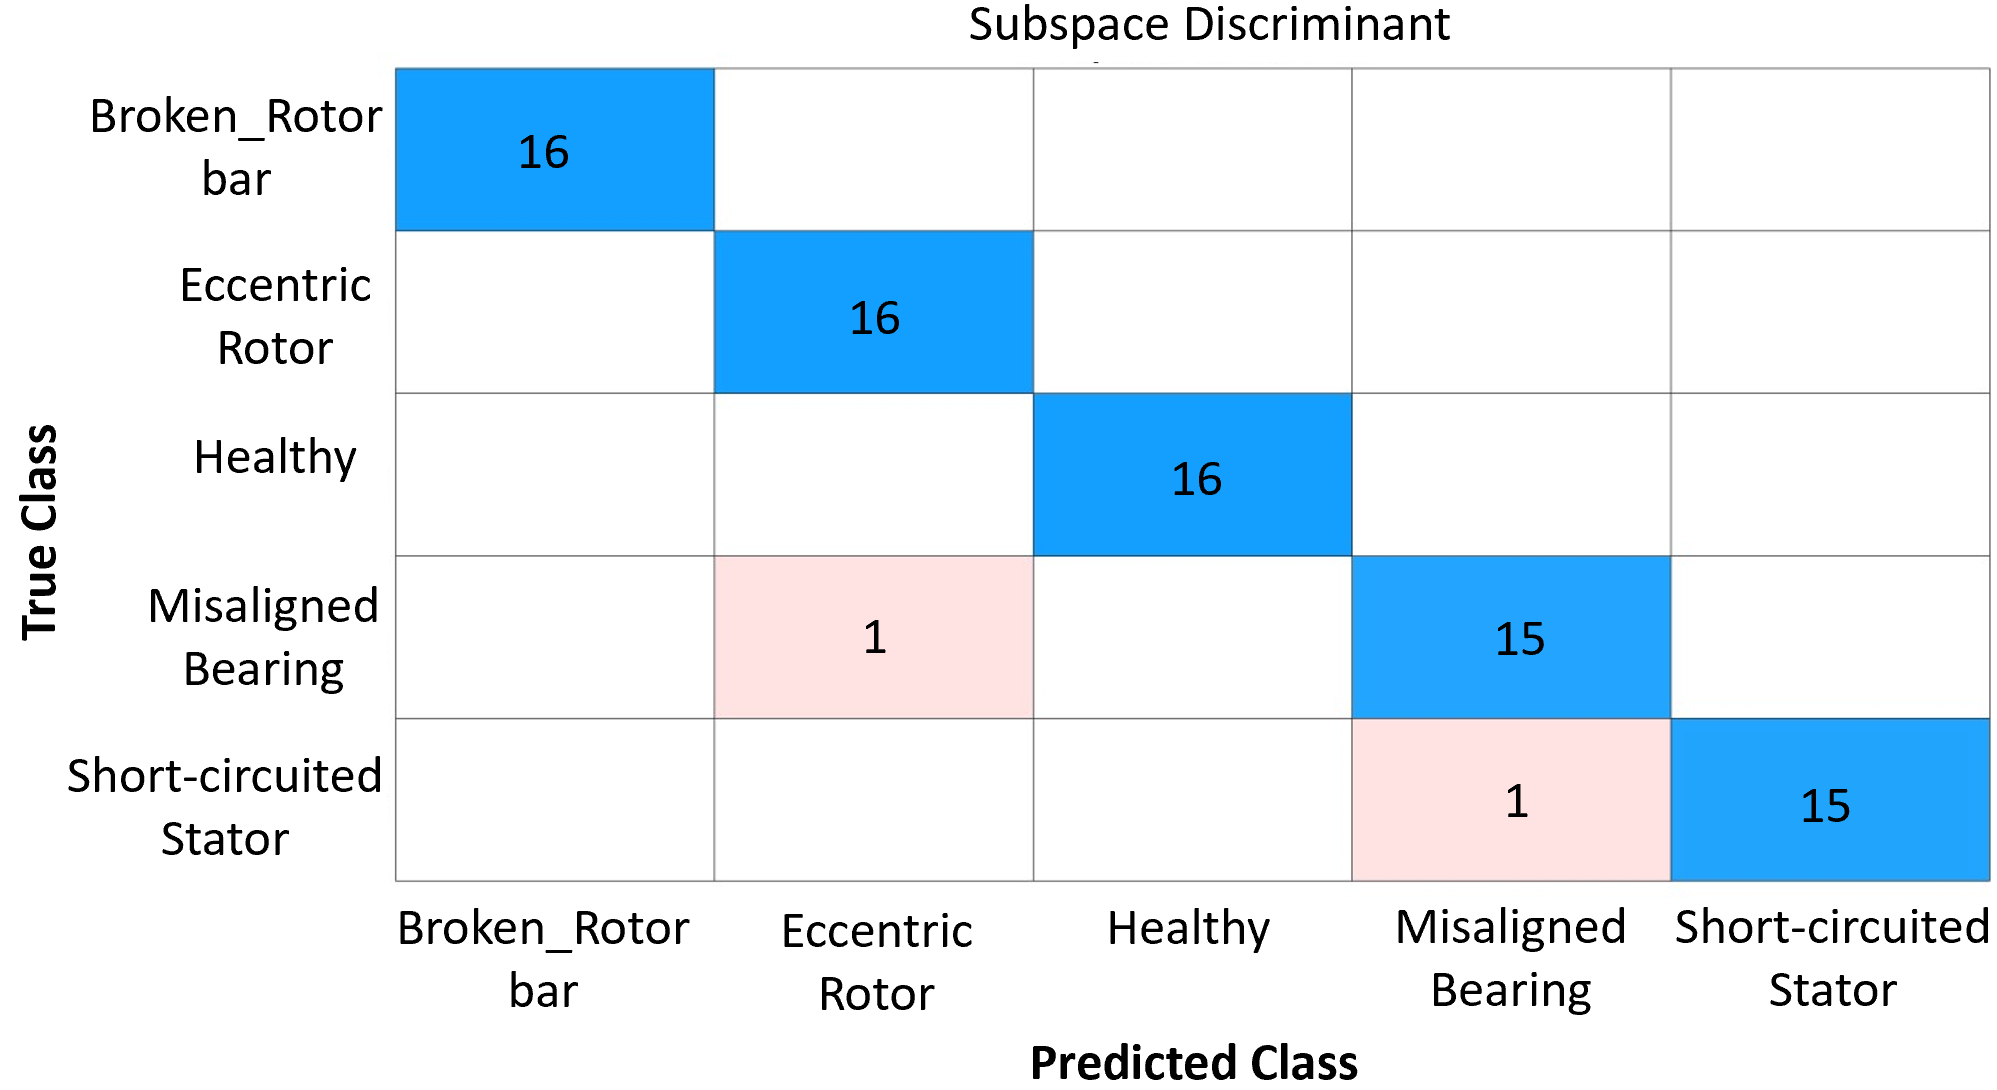 Subspace Discriminant
Broken_Rotor
bar
16
Eccentric
Rotor
16
Healthy
16
Misaligned
Bearing
1
15
Short-circuited
Stator
1
15
True Class
Broken_Rotor
bar
Eccentric
Rotor
Healthy
Misaligned
Bearing
Short-circuited
Stator
Predicted Class